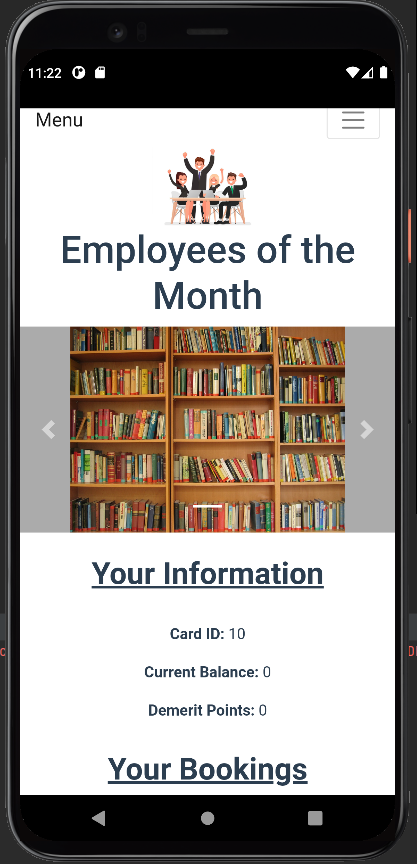 11:22
Menu
Employees of the
Month
Your Information
Card ID: 10
Current Balance: 0
Demerit Points: 0
Your Bookings